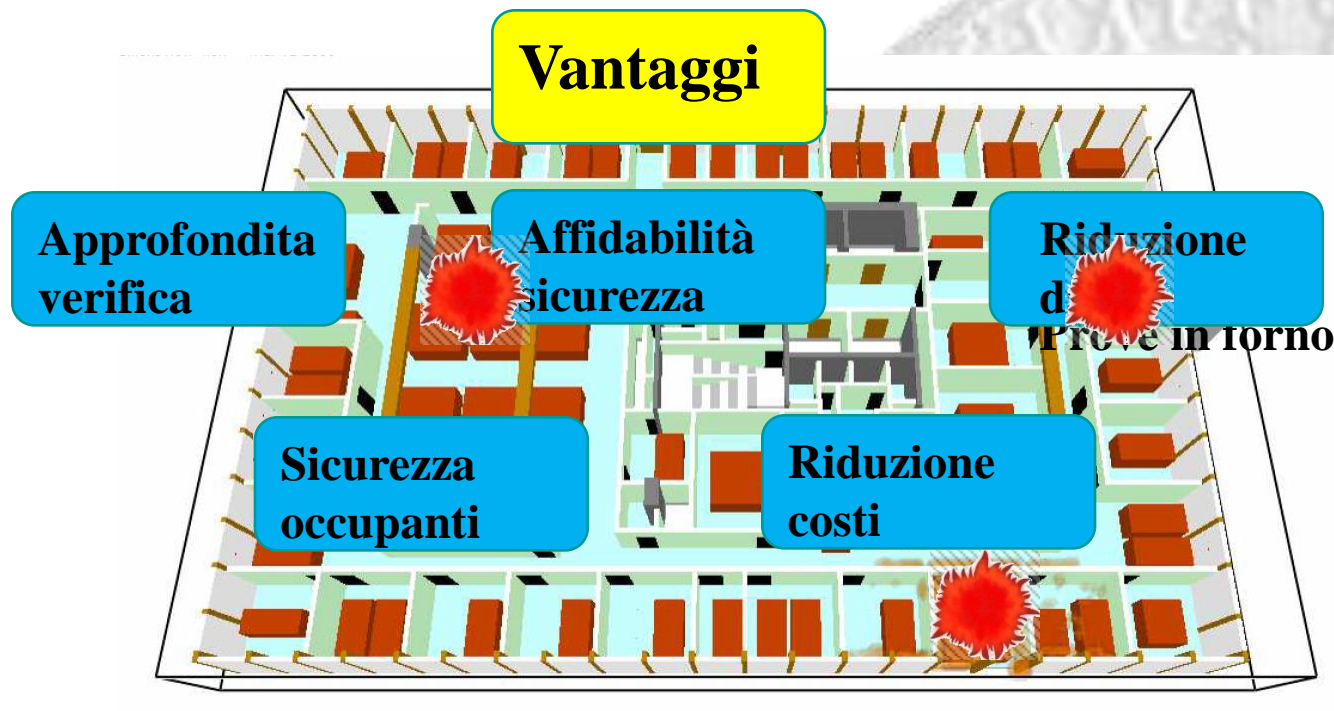 Vantaggi
Approfondita
verifica
Affidabilità
sicurezza
Riduzione
Prove in forno
Sicurezza
occupanti
Riduzione
costi